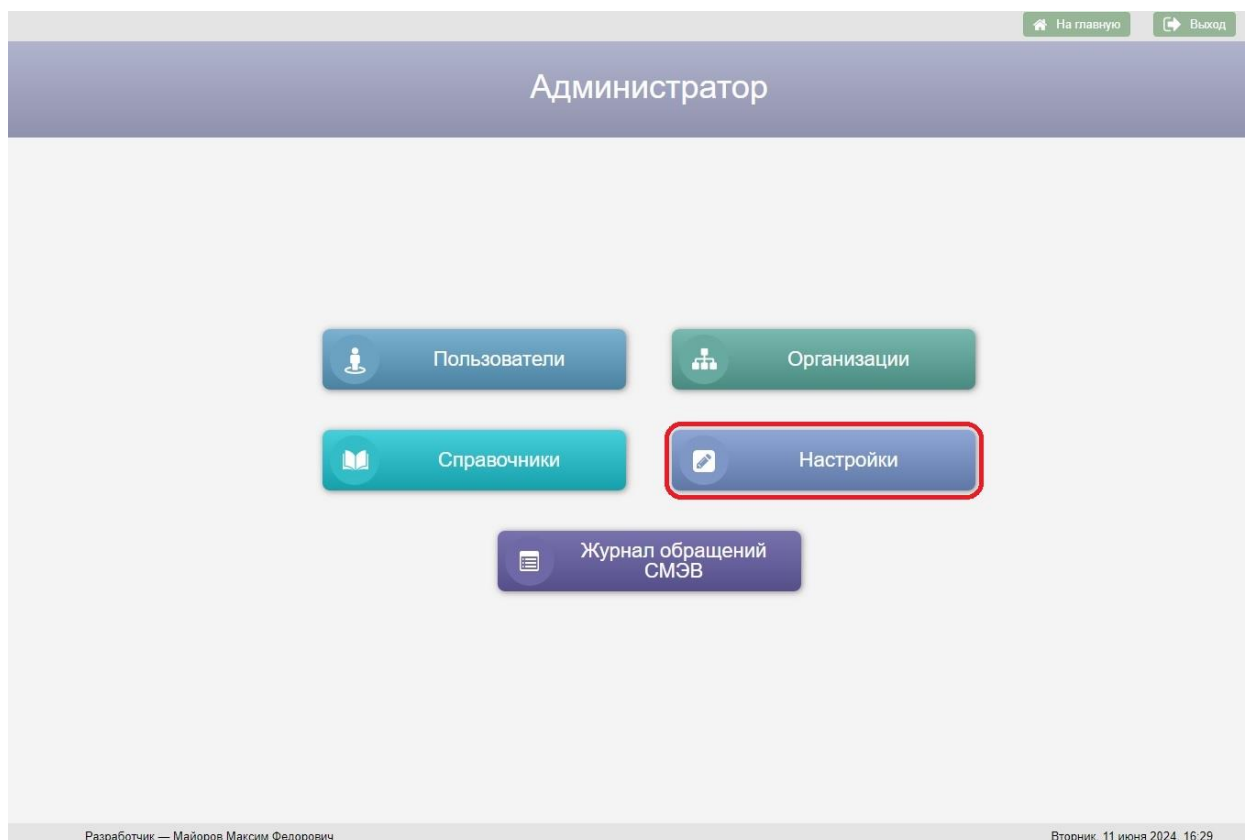 На главную
Выход
Администратор
Пользователи
Организации
Справочники
Настройки
Журнал обращений
СМЭВ
Разработчик — Майоров Максим Федорович
Вторник, 11 июня 2024, 16:29